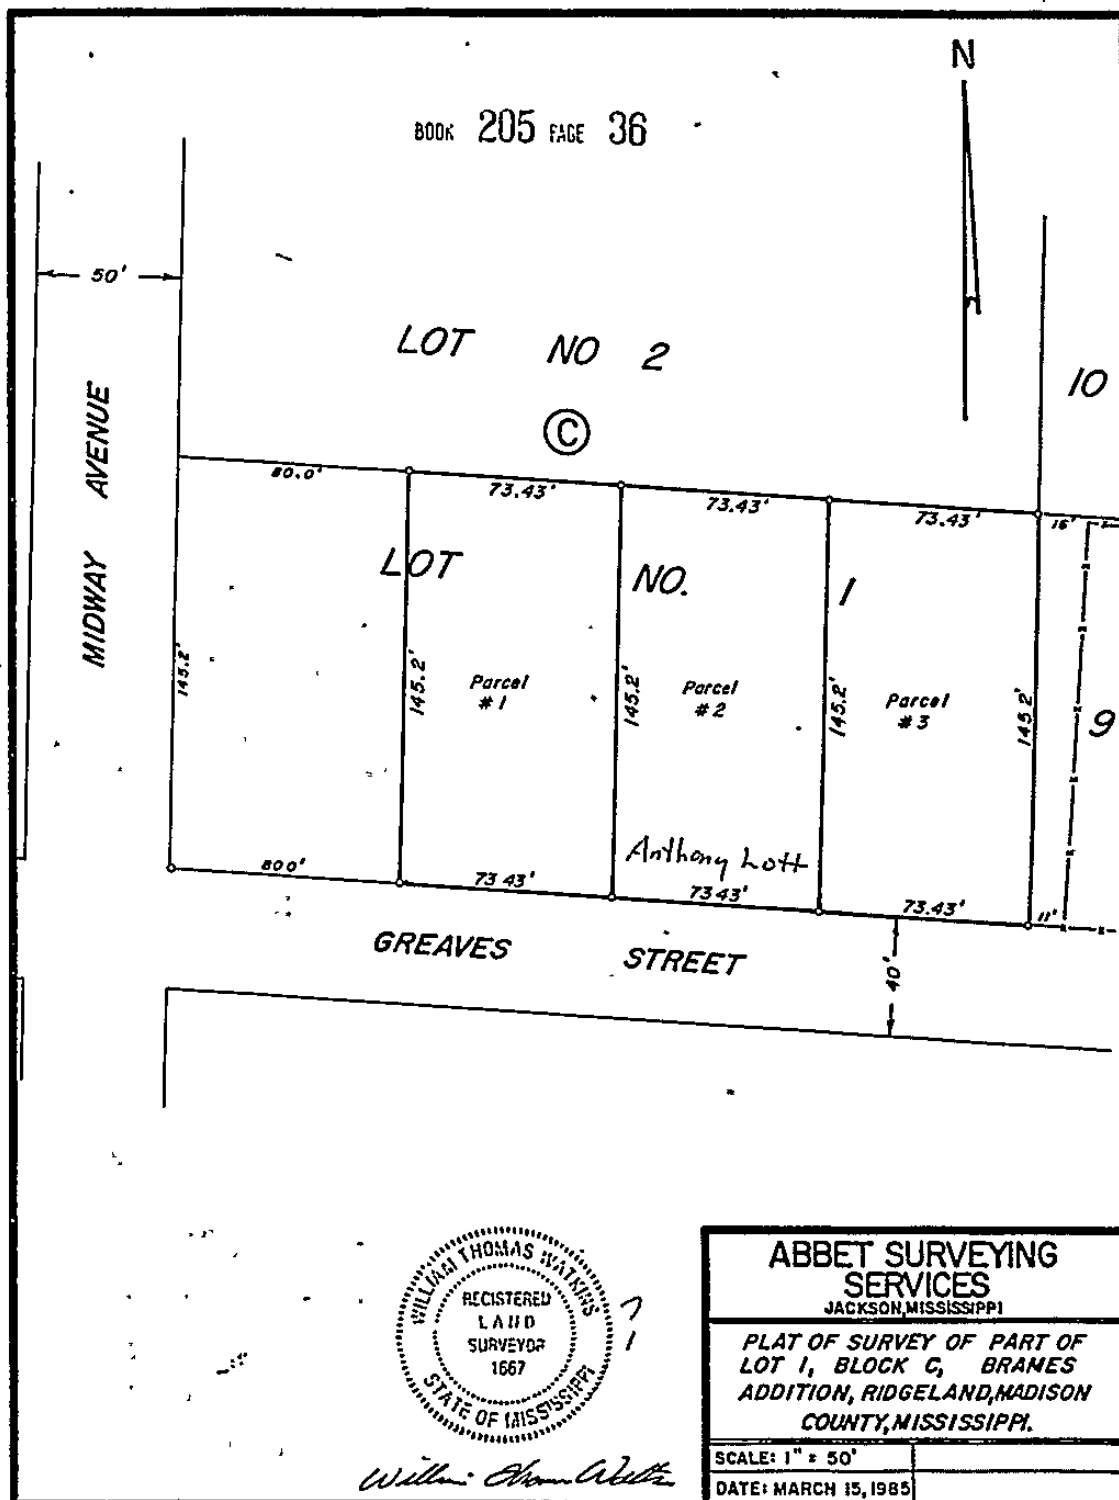 N
BOOK 205 PAGE 36
50'
LOT NO 2
10
C
MIDWAY AVENUE
80.0'
73.43'
73.43'
73.43'
16'
LOT NO. 1
145.2'
145.2'
145.2'
145.2'
145.2'
Parcel
#1
Parcel
#2
Parcel
#3
9
Anthony Lott
800'
73 43'
73 43'
73.43'
11'
GREAVES STREET
40'
WILLIAM THOMAS WATKINS
REGISTERED
LAND
SURVEYOR
1667
STATE OF MISSISSIPPI
ABBET SURVEYING
SERVICES
JACKSON, MISSISSIPPI
PLAT OF SURVEY OF PART OF
LOT 1, BLOCK C, BRAMES
ADDITION, RIDGELAND, MADISON
COUNTY, MISSISSIPPI.
SCALE: 1" = 50'
DATE: MARCH 15, 1985